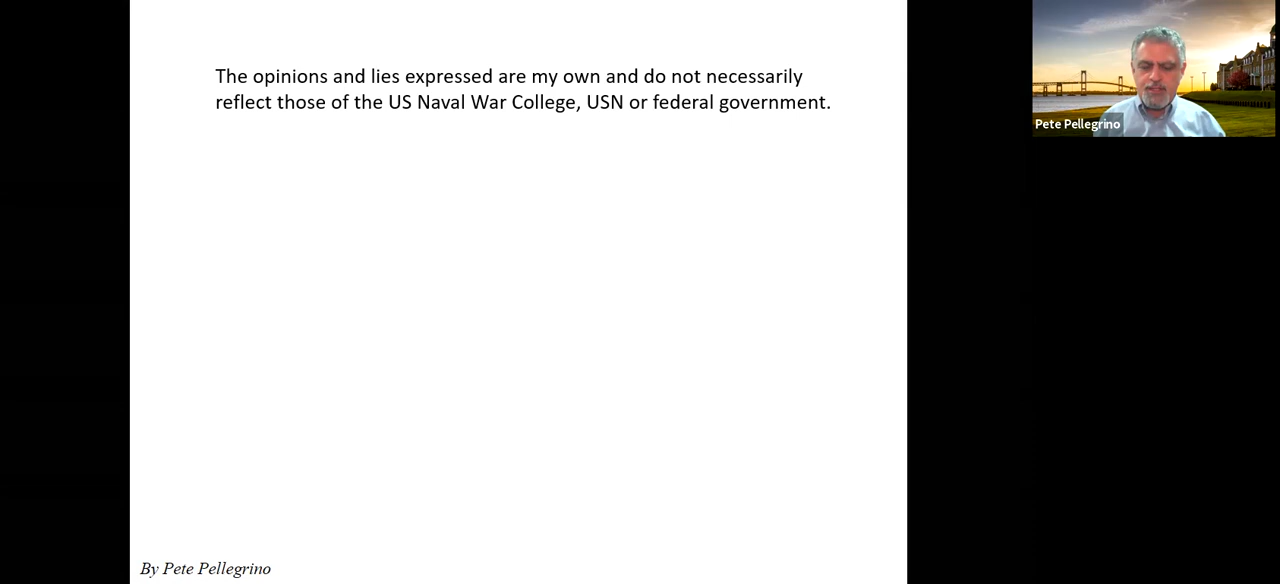 The opinions and lies expressed are my own and do not necessarily
reflect those of the US Naval War College, USN or federal government.
Pete Pellegrino
By Pete Pellegrino